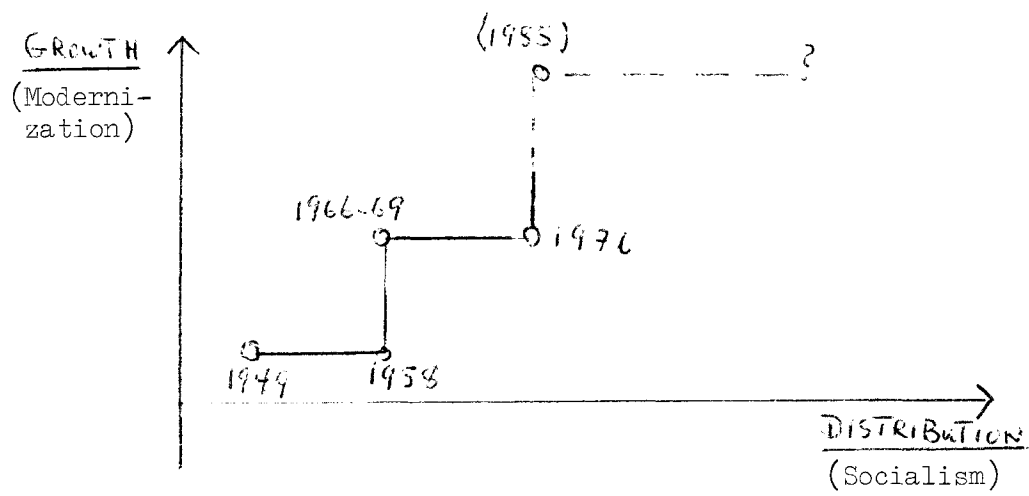 GROWTH
(Moderni-
zation)
(1985)
?
1966-69
1976
1949
1958
DISTRIBUTION
(Socialism)